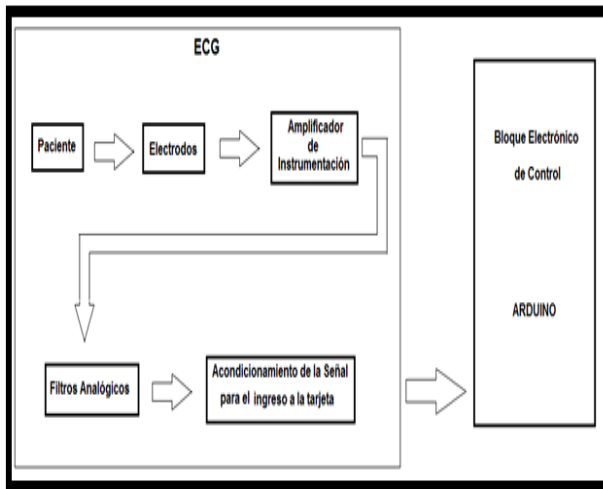 ECG
Paciente
Electrodos
Amplificador
de
Instrumentación
Filtros Analógicos
Acondicionamiento de la Señal
para el ingreso a la tarjeta
Bloque Electrónico
de Control
ARDUINO